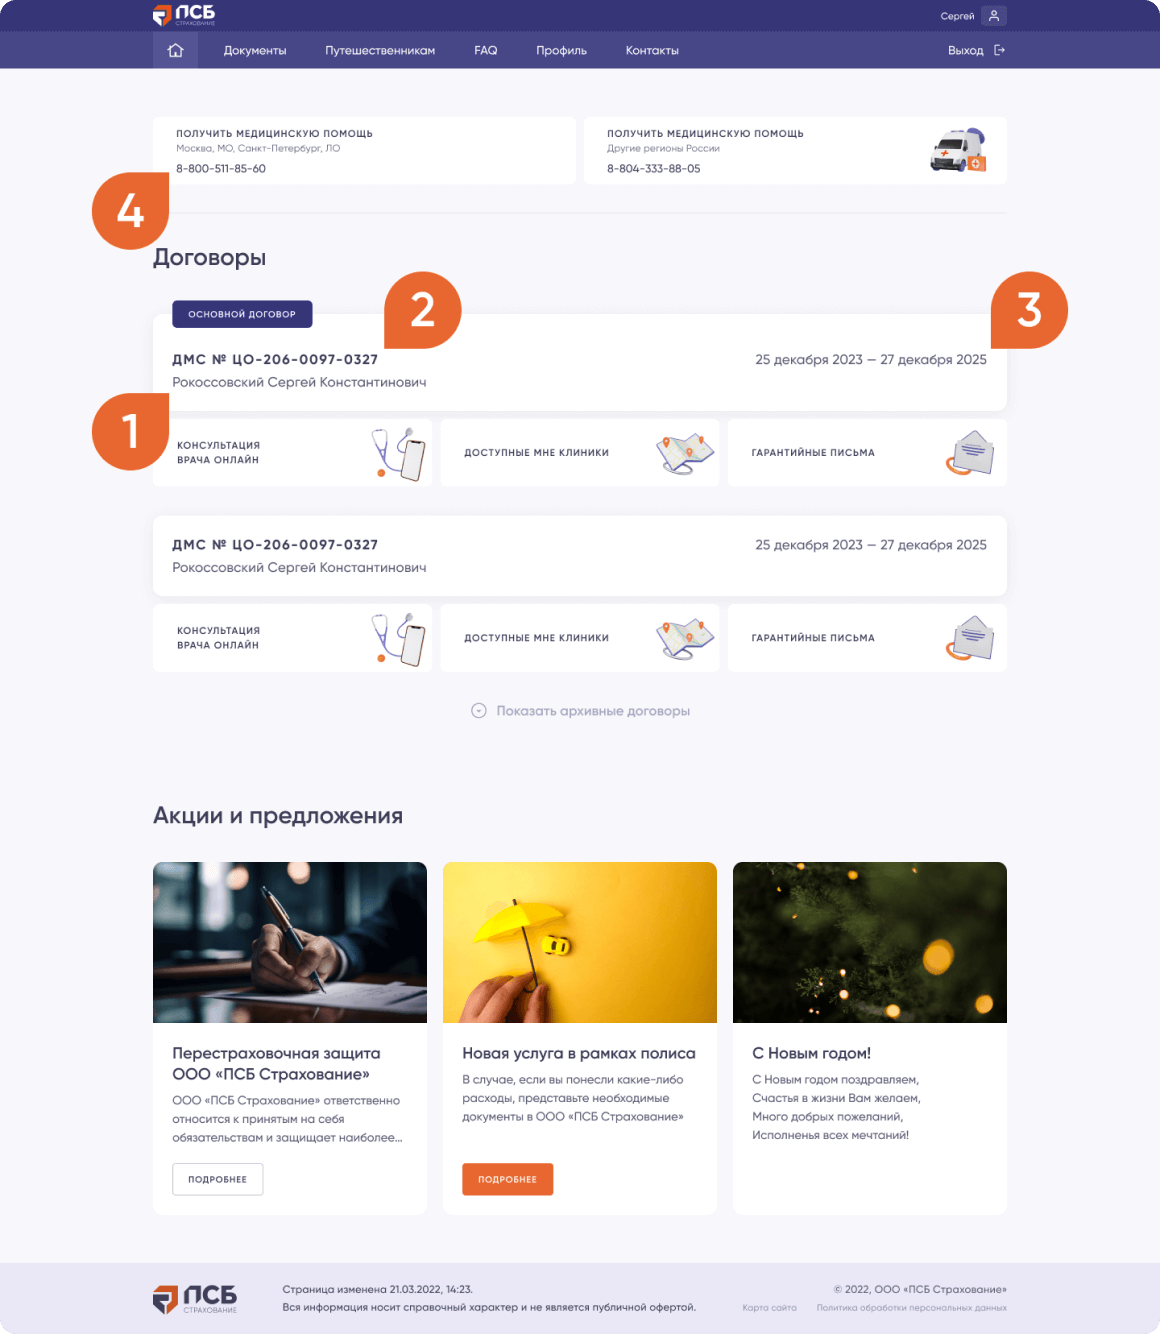 ПСБ
СТРАХОВАНИЕ
Сергей
Документы
Путешественникам
FAQ
Профиль
Контакты
Выход
ПОЛУЧИТЬ МЕДИЦИНСКУЮ ПОМОЩЬ
Москва, МО, Санкт-Петербург, ЛО
8-800-511-85-60
ПОЛУЧИТЬ МЕДИЦИНСКУЮ ПОМОЩЬ
Другие регионы России
8-804-333-88-05
4
Договоры
2
3
ОСНОВНОЙ ДОГОВОР
ДМС № ЦО-206-0097-0327
25 декабря 2023 — 27 декабря 2025
Рокоссовский Сергей Константинович
1
КОНСУЛЬТАЦИЯ
ВРАЧА ОНЛАЙН
ДОСТУПНЫЕ МНЕ КЛИНИКИ
ГАРАНТИЙНЫЕ ПИСЬМА
ДМС № ЦО-206-0097-0327
25 декабря 2023 — 27 декабря 2025
Рокоссовский Сергей Константинович
КОНСУЛЬТАЦИЯ
ВРАЧА ОНЛАЙН
ДОСТУПНЫЕ МНЕ КЛИНИКИ
ГАРАНТИЙНЫЕ ПИСЬМА
Показать архивные договоры
Акции и предложения
Перестраховочная защита
ООО «ПСБ Страхование»
ООО «ПСБ Страхование» ответственно
относится к принятым на себя
обязательствам и защищает наиболее...
ПОДРОБНЕЕ
Новая услуга в рамках полиса
В случае, если вы понесли какие-либо
расходы, представьте необходимые
документы в ООО «ПСБ Страхование»
ПОДРОБНЕЕ
С Новым годом!
С Новым годом поздравляем,
Счастья в жизни Вам желаем,
Много добрых пожеланий,
Исполненья всех мечтаний!
ПСБ
СТРАХОВАНИЕ
Страница изменена 21.03.2022, 14:23.
Вся информация носит справочный характер и не является публичной офертой.
© 2022, ООО «ПСБ Страхование»
Карта сайта
Политика обработки персональных данных